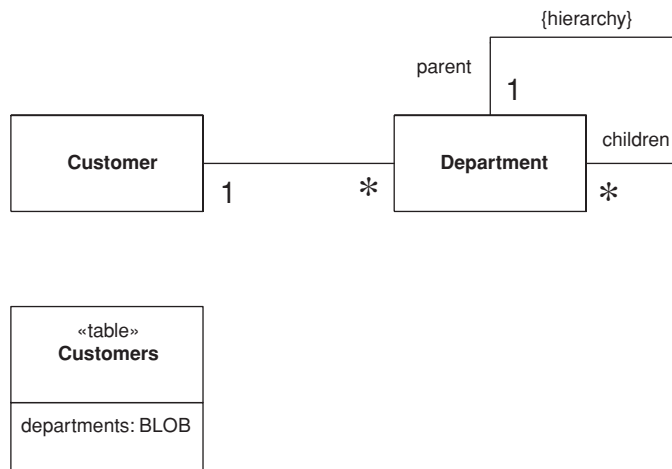 {hierarchy}
parent
1
Customer
Department
children
1
*
*
«table»
Customers
departments: BLOB